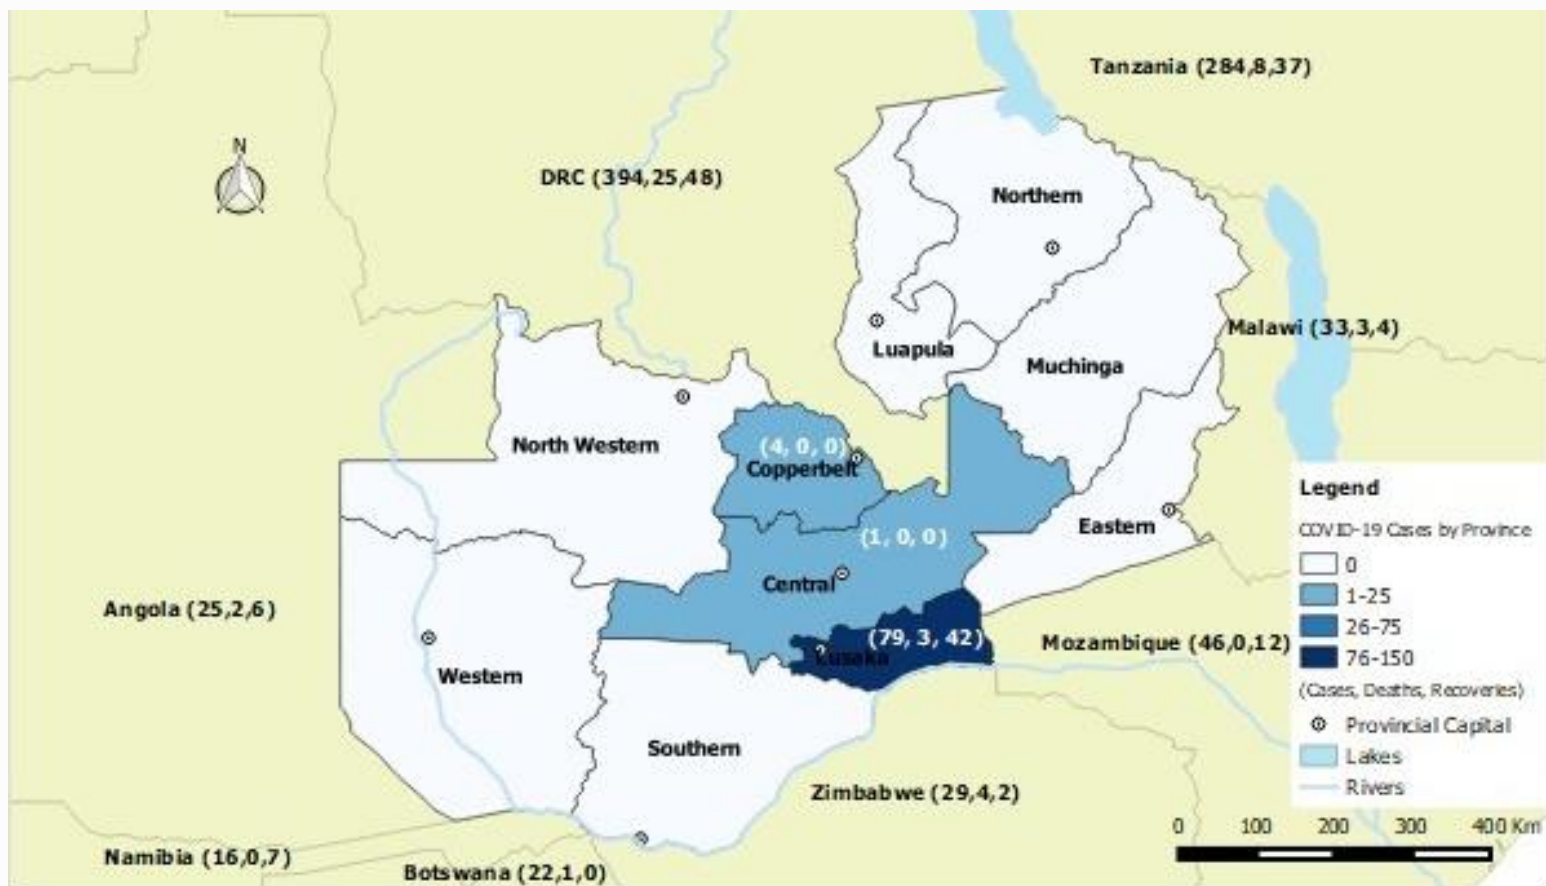 Tanzania (284,8,37)
N
DRC (394,25,48)
Northern
Malawi (33,3,4)
Luapula
Muchinga
North Western
(4, 0, 0)
Copperbelt
Legend
Eastern
COVID-19 Cases by Province
(1, 0, 0)
0
Central
1-25
Angola (25,2,6)
26-75
(79, 3, 42)
Mozambique (46,0,12)
76-150
Lusaka
Western
(Cases, Deaths, Recoveries)
Provincial Capital
Southern
Lakes
Zimbabwe (29,4,2)
Rivers
0 100 200 300 400 Km
Namibia (16,0,7)
Botswana (22,1,0)